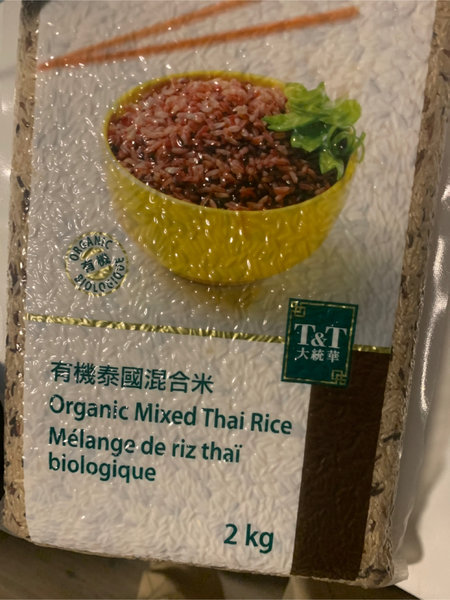 ORGANIC
有機
BIOLOGIQUE
T&T
大統華
有機泰國混合米
Organic Mixed Thai Rice
Mélange de riz thaï
biologique
2 kg